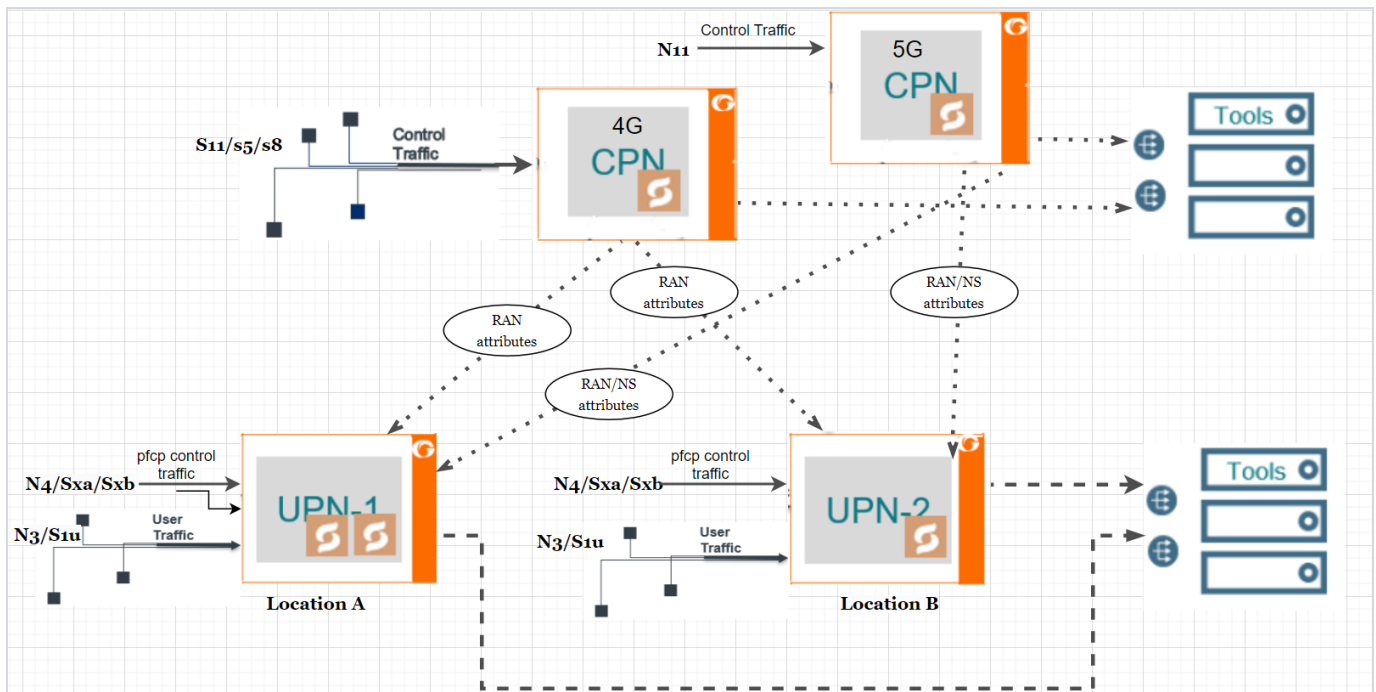 Control Traffic
N11
5G
CPN
4G
CPN
S11/s5/s8
Control
Traffic
Tools
RAN
attributes
RAN/NS
attributes
RAN
attributes
RAN/NS
attributes
pfcp control
traffic
N4/Sxa/Sxb
User
Traffic
N3/S1u
UPN-1
Location A
pfcp control
traffic
N4/Sxa/Sxb
User
Traffic
N3/S1u
UPN-2
Location B
Tools